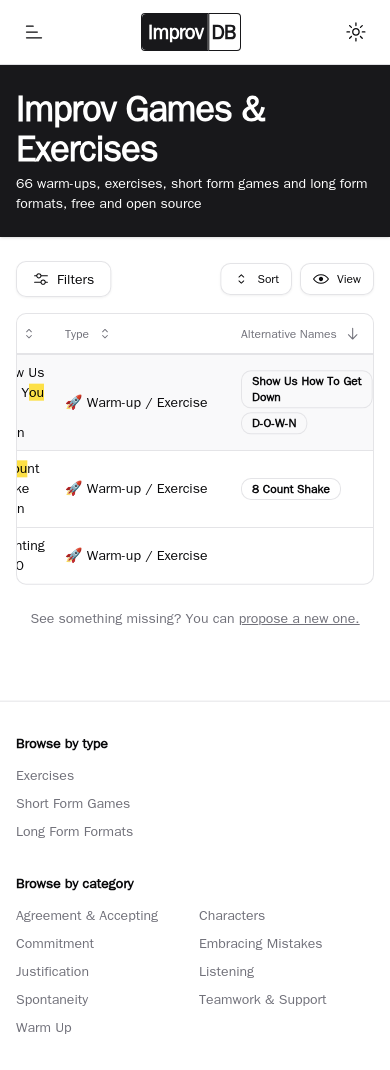 Improv DB
Improv Games &
Exercises
66 warm-ups, exercises, short form games and long form
formats, free and open source
Filters
Sort
View
Type
Alternative Names
w Us
You
n
🚀 Warm-up / Exercise
Show Us How To Get
Down
D-O-W-N
ount
ke
n
🚀 Warm-up / Exercise
8 Count Shake
nting
O
🚀 Warm-up / Exercise
See something missing? You can propose a new one.
Browse by type
Exercises
Short Form Games
Long Form Formats
Browse by category
Agreement & Accepting
Characters
Commitment
Embracing Mistakes
Justification
Listening
Spontaneity
Teamwork & Support
Warm Up